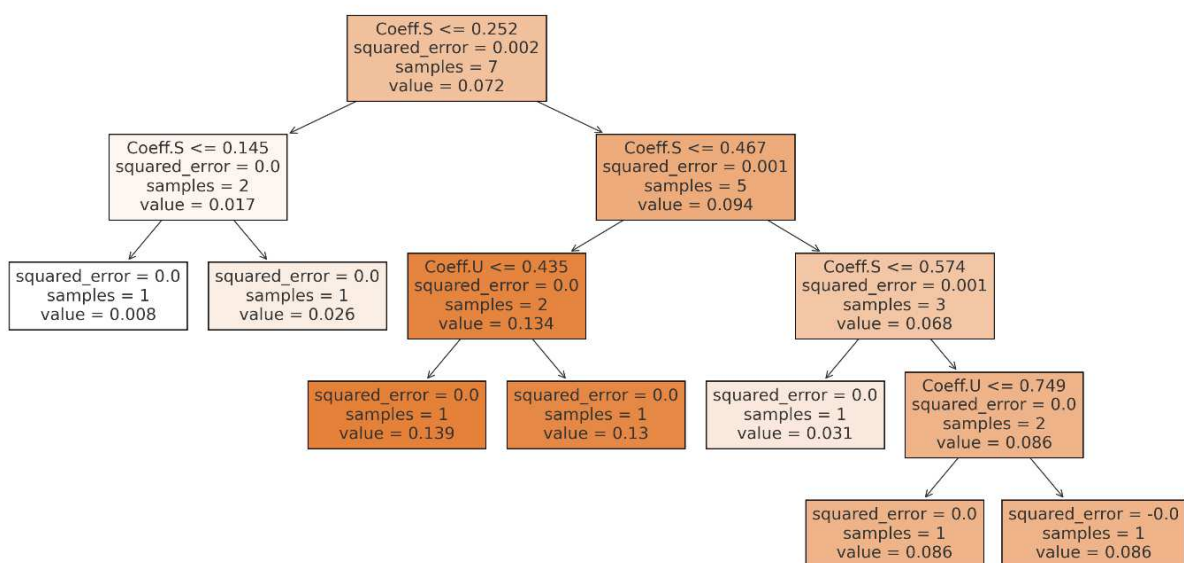 Coeff.S <= 0.252
squared_error = 0.002
samples = 7
value = 0.072
Coeff.S <= 0.145
squared_error = 0.0
samples = 2
value = 0.017
Coeff.S <= 0.467
squared_error = 0.001
samples = 5
value = 0.094
squared_error = 0.0
samples = 1
value = 0.008
squared_error = 0.0
samples = 1
value = 0.026
Coeff.U <= 0.435
squared_error = 0.0
samples = 2
value = 0.134
Coeff.S <= 0.574
squared_error = 0.001
samples = 3
value = 0.068
squared_error = 0.0
samples = 1
value = 0.139
squared_error = 0.0
samples = 1
value = 0.13
squared_error = 0.0
samples = 1
value = 0.031
Coeff.U <= 0.749
squared_error = 0.0
samples = 2
value = 0.086
squared_error = 0.0
samples = 1
value = 0.086
squared_error = -0.0
samples = 1
value = 0.086